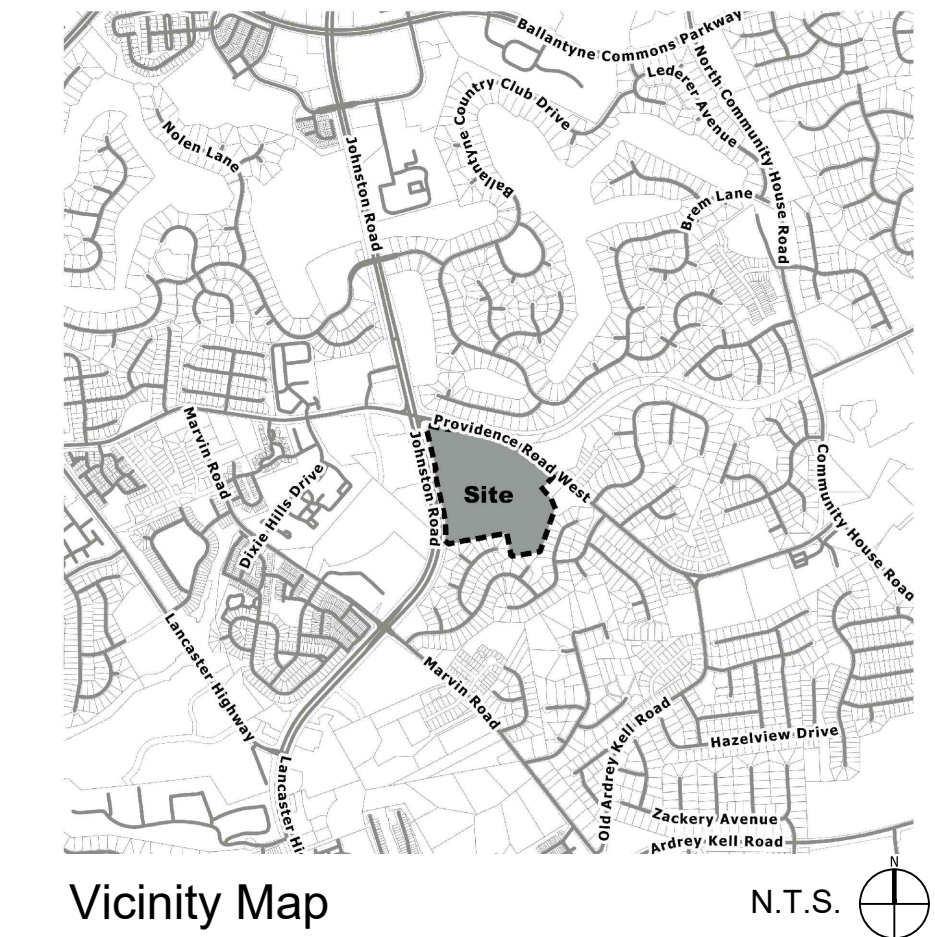 Ballantyne Commons Parkway
North Community House Road
Lederer Avenue
Ballantyne Country Club Drive
Nolen Lane
Johnston Road
Brem Lane
Providence Road West
Marvin Road
Johnston Road
Dixie Hills Drive
Site
Community House Road
Lancaster Highway
Marvin Road
Old Ardrey Kell Road
Hazelview Drive
Lancaster Hi
Zackery Avenue
Ardrey Kell Road
Vicinity Map
N.T.S.
N